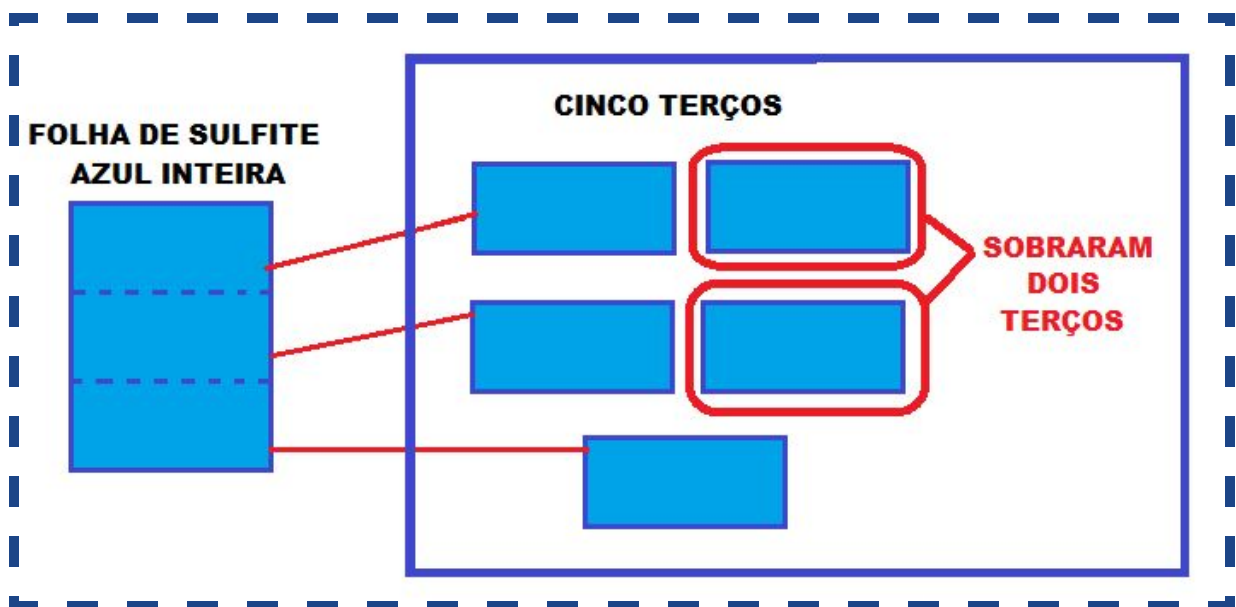 FOLHA DE SULFITE
AZUL INTEIRA
CINCO TERÇOS
SOBRARAM
DOIS
TERÇOS